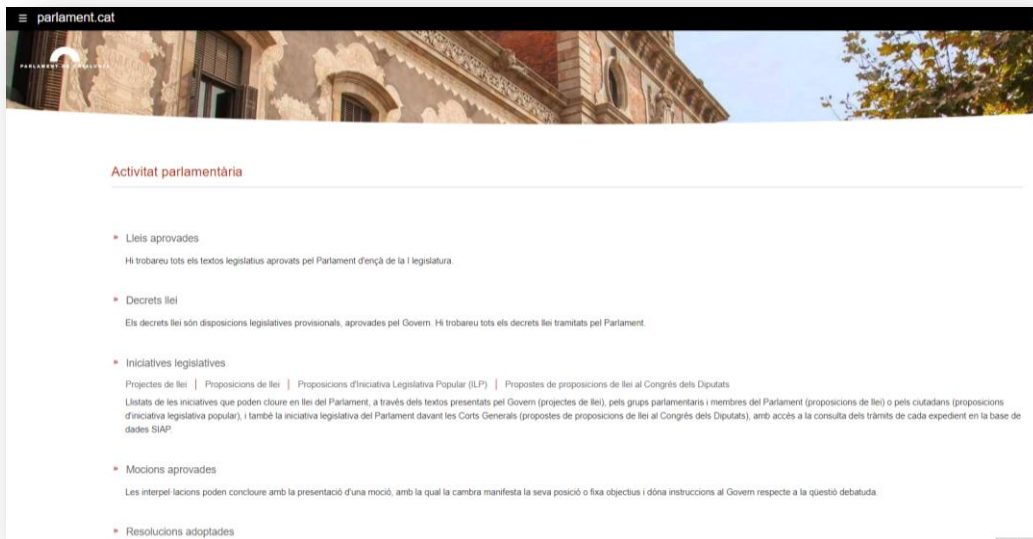 ≡ parlament.cat
PARLAMENT DE CATALUNYA
Activitat parlamentària
Lleis aprovades
Hi trobareu tots els textos legislatius aprovats pel Parlament d'ençà de la I legislatura.
Decrets llei
Els decrets llei són disposicions legislatives provisionals, aprovades pel Govern. Hi trobareu tots els decrets llei tramitats pel Parlament.
Iniciatives legislatives
Projectes de llei | Proposicions de llei | Proposicions d'Iniciativa Legislativa Popular (ILP) | Propostes de proposicions de llei al Congrés dels Diputats
Llistats de les iniciatives que poden cloure en llei del Parlament, a través dels textos presentats pel Govern (projectes de llei), pels grups parlamentaris i membres del Parlament (proposicions de llei) o pels ciutadans (proposicions
d'iniciativa legislativa popular), i també la iniciativa legislativa del Parlament davant les Corts Generals (propostes de proposicions de llei al Congrés dels Diputats), amb accés a la consulta dels tràmits de cada expedient en la base de
dades SIAP.
Mocions aprovades
Les interpel·lacions poden concloure amb la presentació d'una moció, amb la qual la cambra manifesta la seva posició o fixa objectius i dóna instruccions al Govern respecte a la qüestió debatuda.
Resolucions adoptades